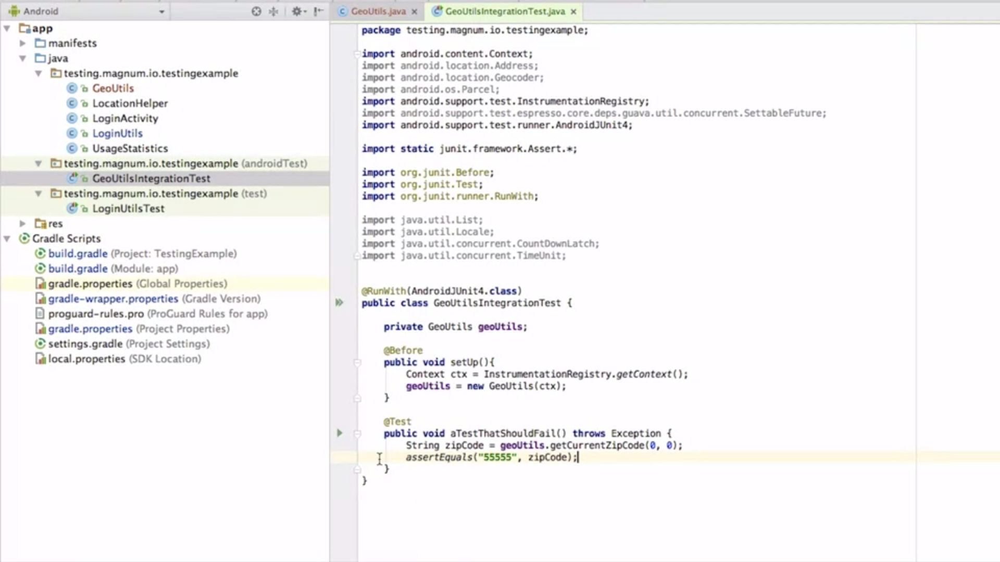 Android
app
manifests
java
testing.magnum.io.testingexample
GeoUtils
LocationHelper
LoginActivity
LoginUtils
UsageStatistics
testing.magnum.io.testingexample (androidTest)
GeoUtilsIntegrationTest
testing.magnum.io.testingexample (test)
LoginUtilsTest
res
Gradle Scripts
build.gradle (Project: TestingExample)
build.gradle (Module: app)
gradle.properties (Global Properties)
gradle-wrapper.properties (Gradle Version)
proguard-rules.pro (ProGuard Rules for app)
gradle.properties (Project Properties)
settings.gradle (Project Settings)
local.properties (SDK Location)
GeoUtils.java
GeoUtilsIntegrationTest.java
package testing.magnum.io.testingexample;
import android.content.Context;
import android.location.Address;
import android.location.Geocoder;
import android.os.Parcel;
import android.support.test.InstrumentationRegistry;
import android.support.test.espresso.core.deps.guava.util.concurrent.SettableFuture;
import android.support.test.runner.AndroidJUnit4;
import static junit.framework.Assert.*;
import org.junit.Before;
import org.junit.Test;
import org.junit.runner.RunWith;
import java.util.List;
import java.util.Locale;
import java.util.concurrent.CountDownLatch;
import java.util.concurrent.TimeUnit;
@RunWith(AndroidJUnit4.class)
public class GeoUtilsIntegrationTest {
private GeoUtils geoUtils;
@Before
public void setUp(){
Context ctx = InstrumentationRegistry.getContext();
geoUtils = new GeoUtils(ctx);
}
@Test
public void aTestThatShouldFail() throws Exception {
String zipCode = geoUtils.getCurrentZipCode(0, 0);
assertEquals("55555", zipCode);
}
}